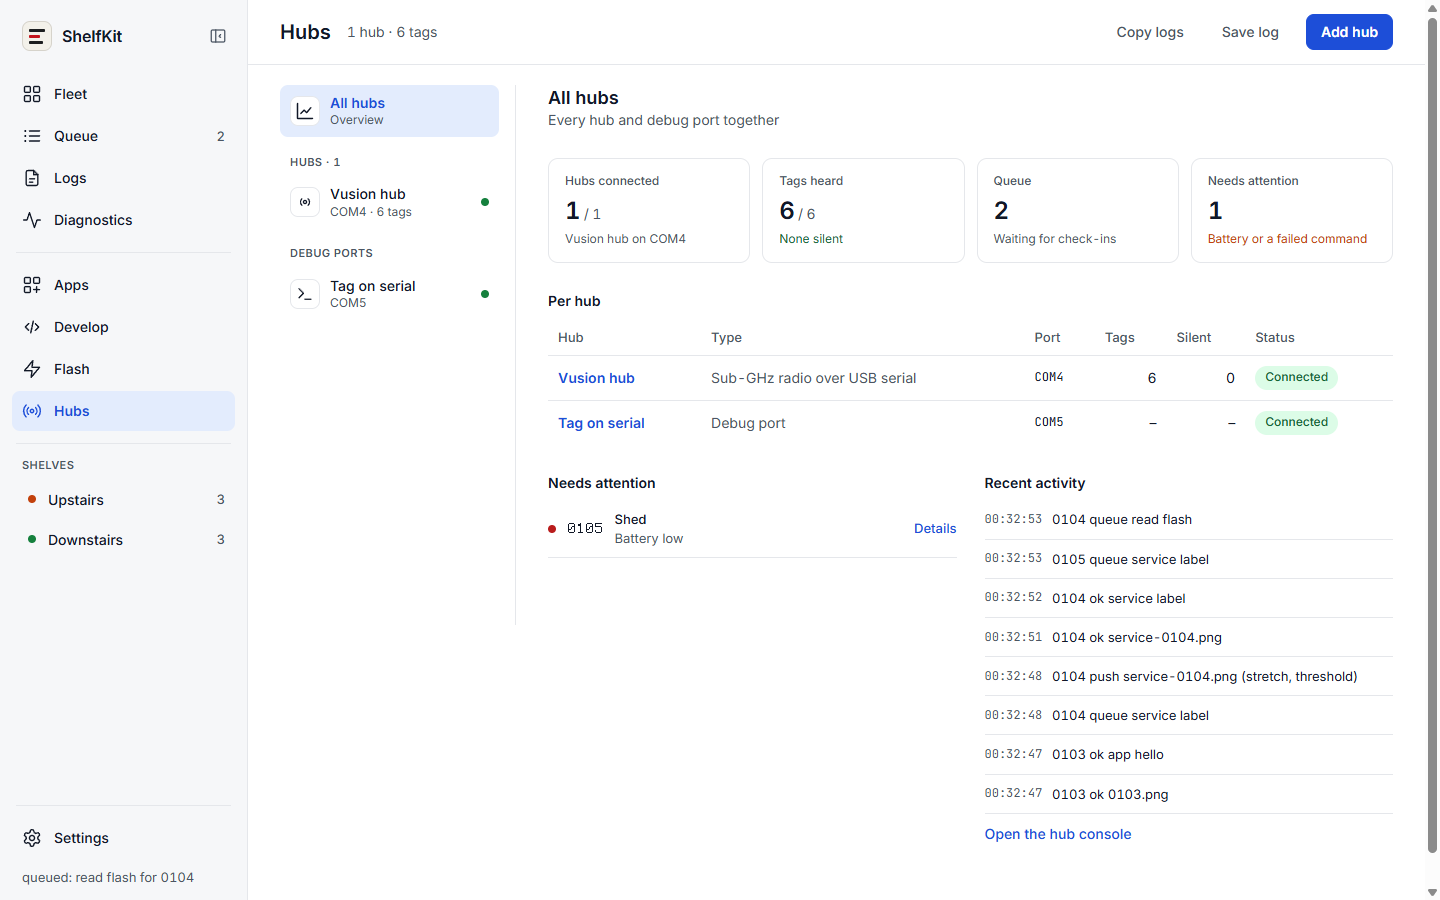 ShelfKit
Fleet
Queue 2
Logs
Diagnostics
Apps
Develop
Flash
Hubs
SHELVES
Upstairs 3
Downstairs 3
Settings
queued: read flash for 0104
Hubs 1 hub · 6 tags
Copy logs Save log Add hub
All hubs
Overview
HUBS · 1
Vusion hub
COM4 · 6 tags
DEBUG PORTS
Tag on serial
COM5
All hubs
Every hub and debug port together
Hubs connected
1 / 1
Vusion hub on COM4
Tags heard
6 / 6
None silent
Queue
2
Waiting for check-ins
Needs attention
1
Battery or a failed command
Per hub
Hub Type Port Tags Silent Status
Vusion hub Sub-GHz radio over USB serial COM4 6 0 Connected
Tag on serial Debug port COM5 – – Connected
Needs attention
0105 Shed
Battery low
Details
Recent activity
00:32:53 0104 queue read flash
00:32:53 0105 queue service label
00:32:52 0104 ok service label
00:32:51 0104 ok service-0104.png
00:32:48 0104 push service-0104.png (stretch, threshold)
00:32:48 0104 queue service label
00:32:47 0103 ok app hello
00:32:47 0103 ok 0103.png
Open the hub console